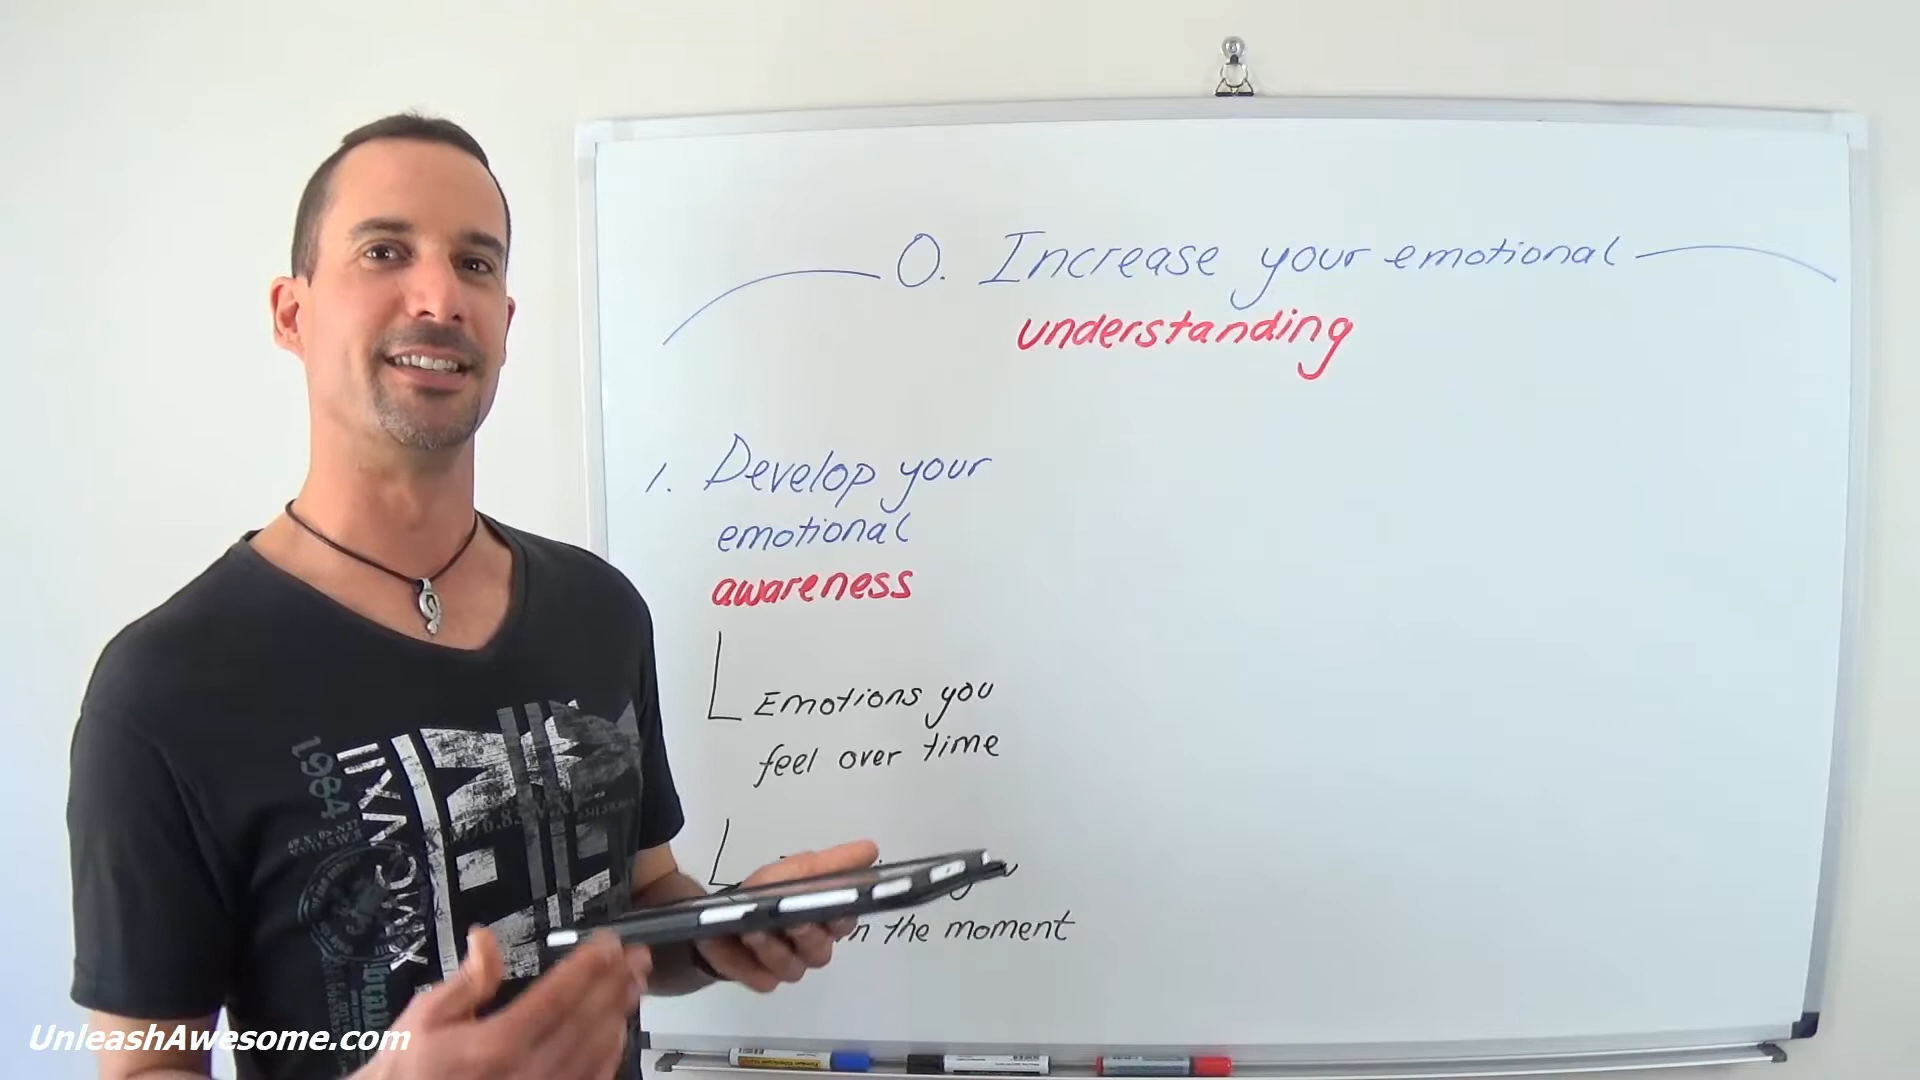 0. Increase your emotional
understanding
1. Develop your
emotional
awareness
Emotions you
feel over time
the moment
1984
UnleashAwesome.com